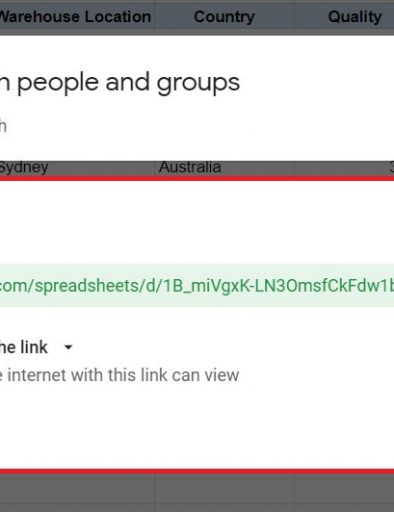 Warehouse Location Country Quality
n people and groups
h
Sydney Australia 3
com/spreadsheets/d/1B_miVgxK-LN3OmsfCkFdw1b
he link
e internet with this link can view